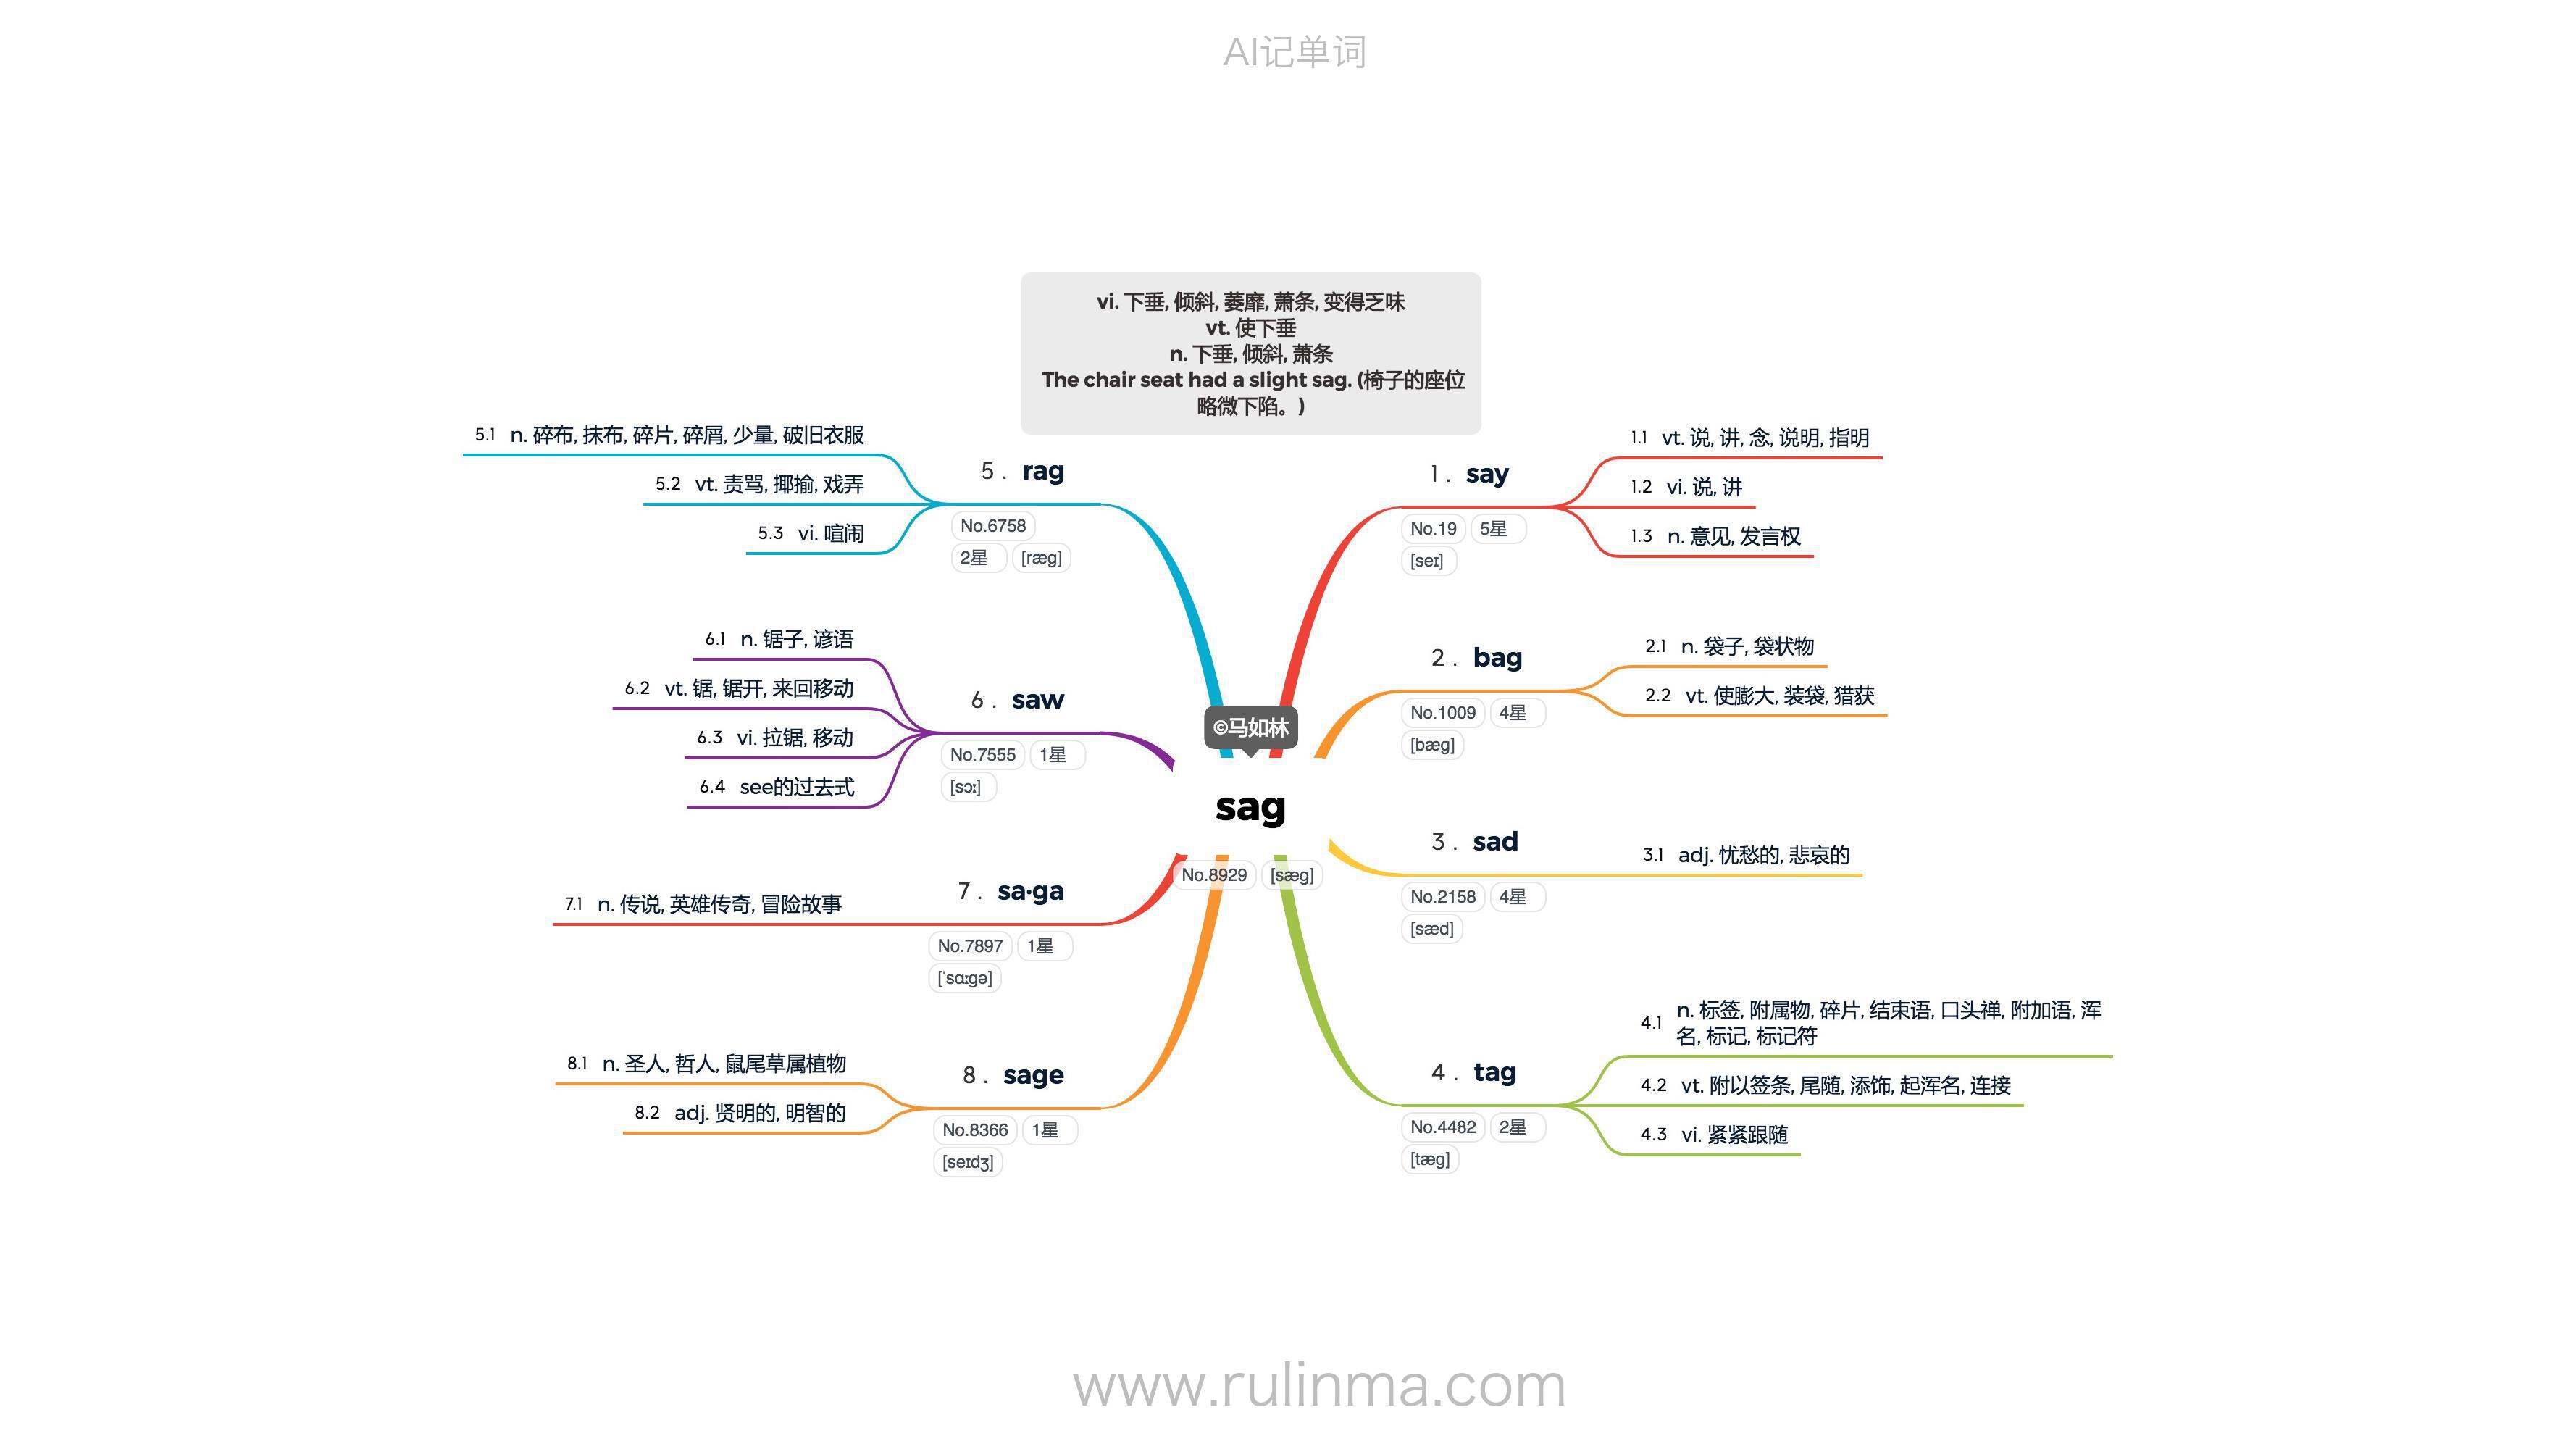 AI记单词
vi. 下垂, 倾斜, 萎靡, 萧条, 变得乏味
vt. 使下垂
n. 下垂, 倾斜, 萧条
The chair seat had a slight sag. (椅子的座位
略微下陷。)
©马如林
sag
No.8929 [sæg]
1. say
No.19 5星
[seɪ]
1.1 vt. 说, 讲, 念, 说明, 指明
1.2 vi. 说, 讲
1.3 n. 意见, 发言权
2. bag
No.1009 4星
[bæg]
2.1 n. 袋子, 袋状物
2.2 vt. 使膨大, 装袋, 猎获
3. sad
No.2158 4星
[sæd]
3.1 adj. 忧愁的, 悲哀的
4. tag
No.4482 2星
[tæg]
4.1 n. 标签, 附属物, 碎片, 结束语, 口头禅, 附加语, 浑
名, 标记, 标记符
4.2 vt. 附以签条, 尾随, 添饰, 起浑名, 连接
4.3 vi. 紧紧跟随
5. rag
No.6758
2星 [ræg]
5.1 n. 碎布, 抹布, 碎片, 碎屑, 少量, 破旧衣服
5.2 vt. 责骂, 揶揄, 戏弄
5.3 vi. 喧闹
6. saw
No.7555 1星
[sɔː]
6.1 n. 锯子, 谚语
6.2 vt. 锯, 锯开, 来回移动
6.3 vi. 拉锯, 移动
6.4 see的过去式
7. sa·ga
No.7897 1星
[ˈsɑːgə]
7.1 n. 传说, 英雄传奇, 冒险故事
8. sage
No.8366 1星
[seɪdʒ]
8.1 n. 圣人, 哲人, 鼠尾草属植物
8.2 adj. 贤明的, 明智的
www.rulinma.com